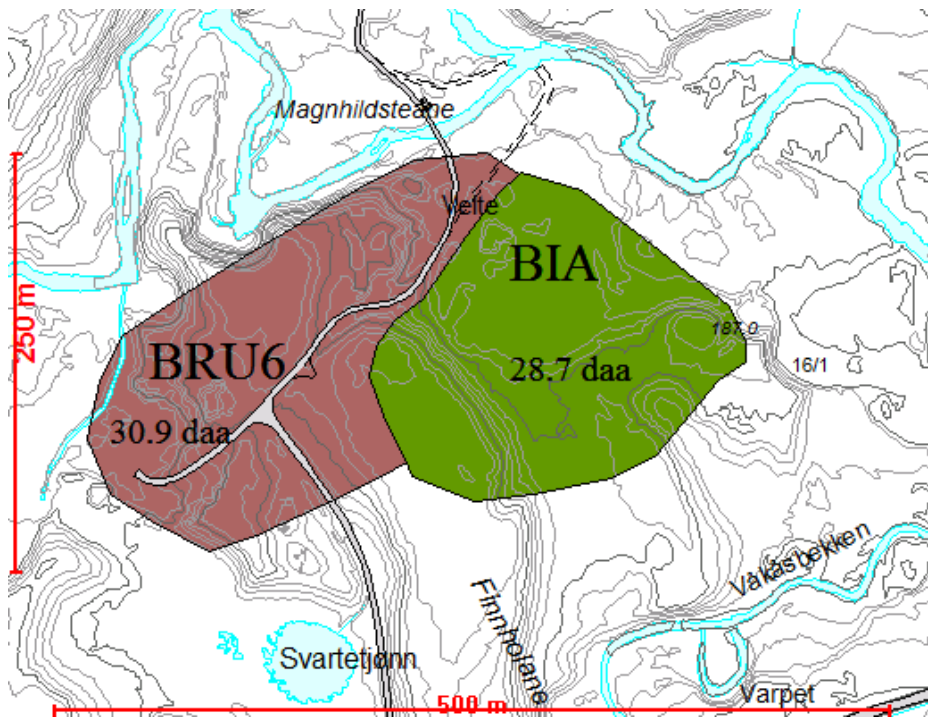 Magnhildsteane
Velte
BIA
250 m
187.0
BRU6
16/1
28.7 daa
30.9 daa
Våkåsbekken
Finnholane
Svartetjønn
Varpet
500 m